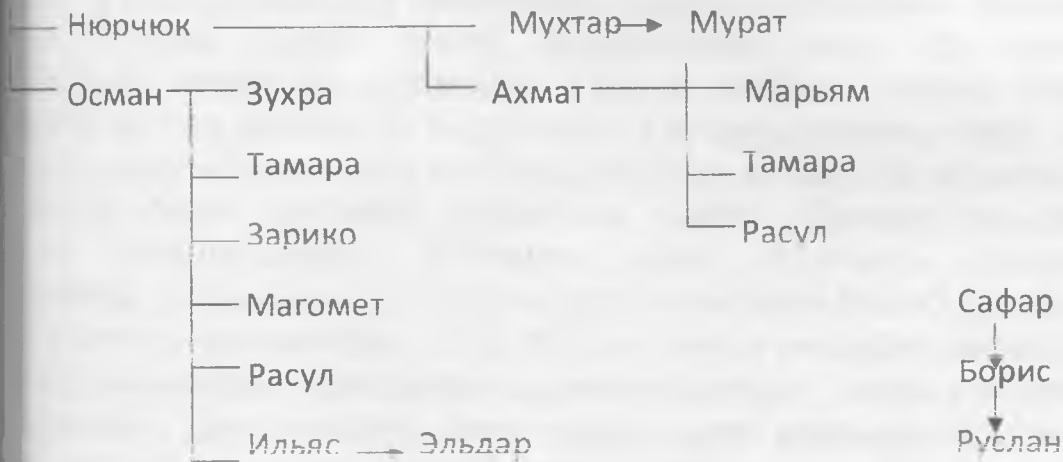 Нюрчюк Мухтар Мурат
Осман Зухра Ахмат Марьям
Тамара Тамара
Зарико Расул
Магомет Сафар
Расул Борис
Ильяс Эльдар Руслан